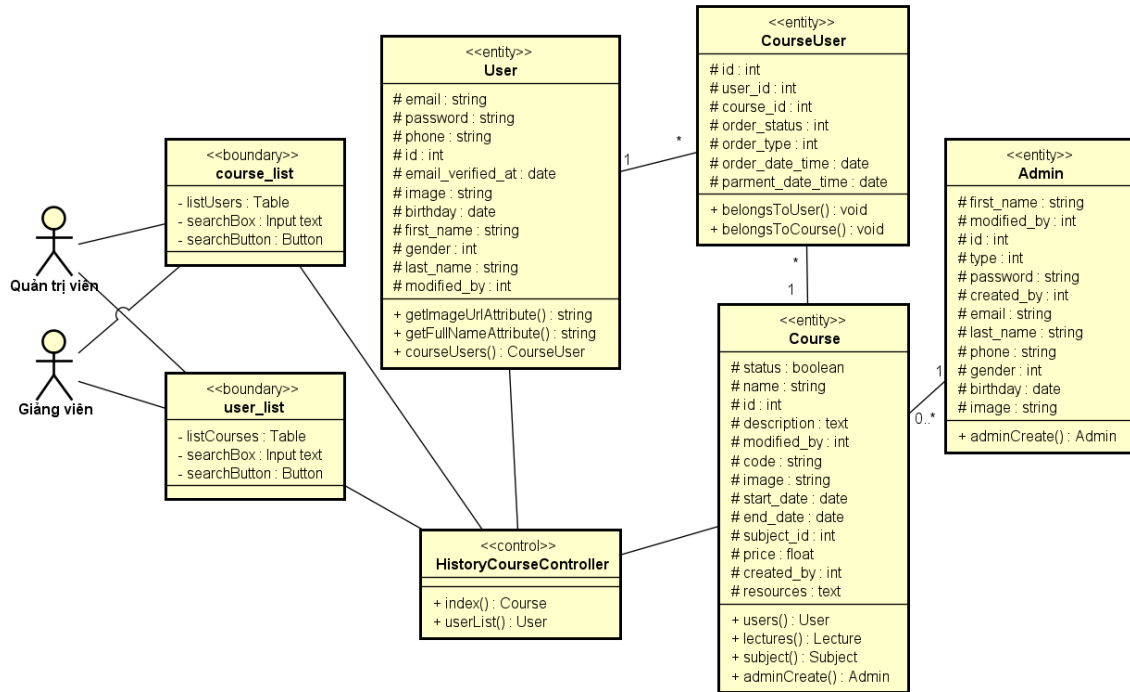 <<entity>>
CourseUser
# id : int
# user_id : int
# course_id : int
# order_status : int
# order_type : int
# order_date_time : date
# parment_date_time : date
+ belongsToUser() : void
+ belongsToCourse() : void
<<entity>>
User
# email : string
# password : string
# phone : string
# id : int
# email_verified_at : date
# image : string
# birthday : date
# first_name : string
# gender : int
# last_name : string
# modified_by : int
+ getImageUrlAttribute() : string
+ getFullNameAttribute() : string
+ courseUsers() : CourseUser
1
*
<<boundary>>
course_list
- listUsers : Table
- searchBox : Input text
- searchButton : Button
<<entity>>
Admin
# first_name : string
# modified_by : int
# id : int
# type : int
# password : string
# created_by : int
# email : string
# last_name : string
# phone : string
# gender : int
# birthday : date
# image : string
+ adminCreate() : Admin
Quản trị viên
Giảng viên
*
1
<<entity>>
Course
# status : boolean
# name : string
# id : int
# description : text
# modified_by : int
# code : string
# image : string
# start_date : date
# end_date : date
# subject_id : int
# price : float
# created_by : int
# resources : text
+ users() : User
+ lectures() : Lecture
+ subject() : Subject
+ adminCreate() : Admin
1
0..*
<<boundary>>
user_list
- listCourses : Table
- searchBox : Input text
- searchButton : Button
<<control>>
HistoryCourseController
+ index() : Course
+ userList() : User